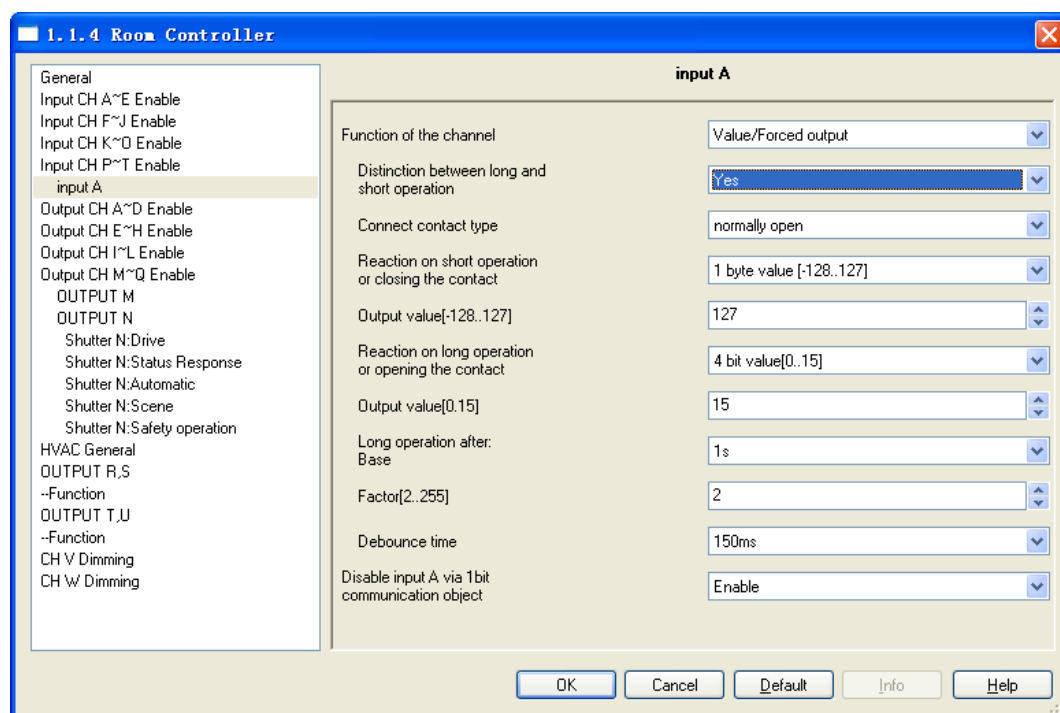 1.1.4 Room Controller
General
Input CH A~E Enable
Input CH F~J Enable
Input CH K~O Enable
Input CH P~T Enable
input A
Output CH A~D Enable
Output CH E~H Enable
Output CH I~L Enable
Output CH M~Q Enable
OUTPUT M
OUTPUT N
Shutter N:Drive
Shutter N:Status Response
Shutter N:Automatic
Shutter N:Scene
Shutter N:Safety operation
HVAC General
OUTPUT R,S
--Function
OUTPUT T,U
--Function
CH V Dimming
CH W Dimming
input A
Function of the channel
Value/Forced output
Distinction between long and
short operation
Yes
Connect contact type
normally open
Reaction on short operation
or closing the contact
1 byte value [-128..127]
Output value[-128..127]
127
Reaction on long operation
or opening the contact
4 bit value[0..15]
Output value[0.15]
15
Long operation after:
Base
1s
Factor[2..255]
2
Debounce time
150ms
Disable input A via 1bit
communication object
Enable
OK
Cancel
Default
Info
Help